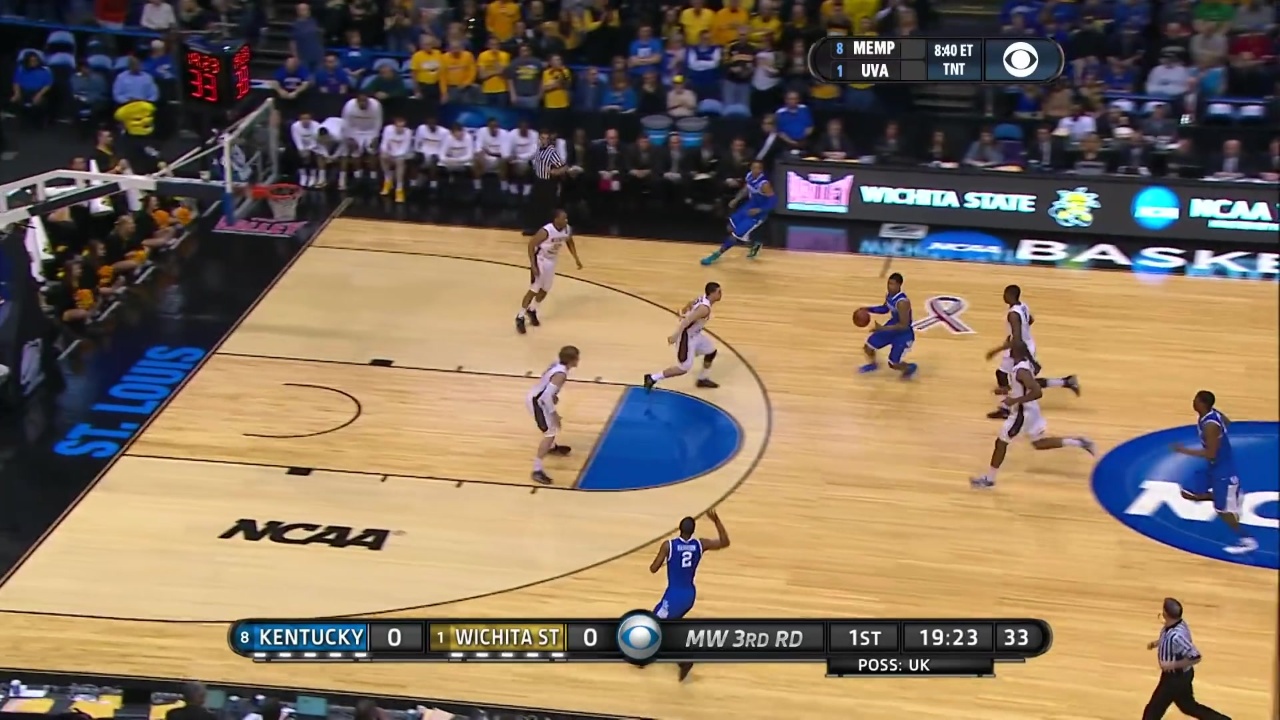 8 MEMP 8:40 ET
1 UVA TNT
33
WICHITA STATE
NCAA
NCAA
BASKE
ST. LOUIS
NCAA
2
8 KENTUCKY 0 1 WICHITA ST 0 MW 3RD RD 1ST 19:23 33
POSS: UK